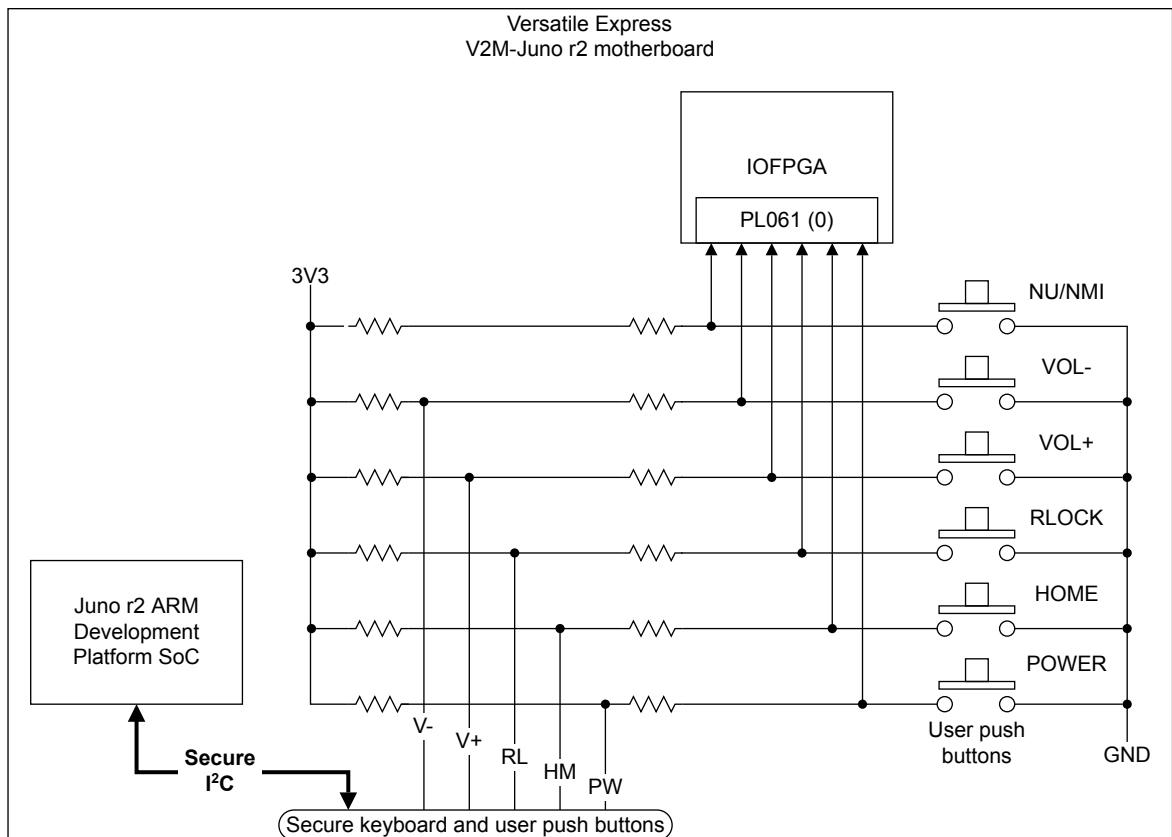 Versatile Express
V2M-Juno r2 motherboard
IOFPGA
PL061 (0)
3V3
NU/NMI
VOL-
VOL+
RLOCK
HOME
POWER
User push
buttons
GND
Juno r2 ARM
Development
Platform SoC
Secure
I²C
V-
V+
RL
HM
PW
Secure keyboard and user push buttons